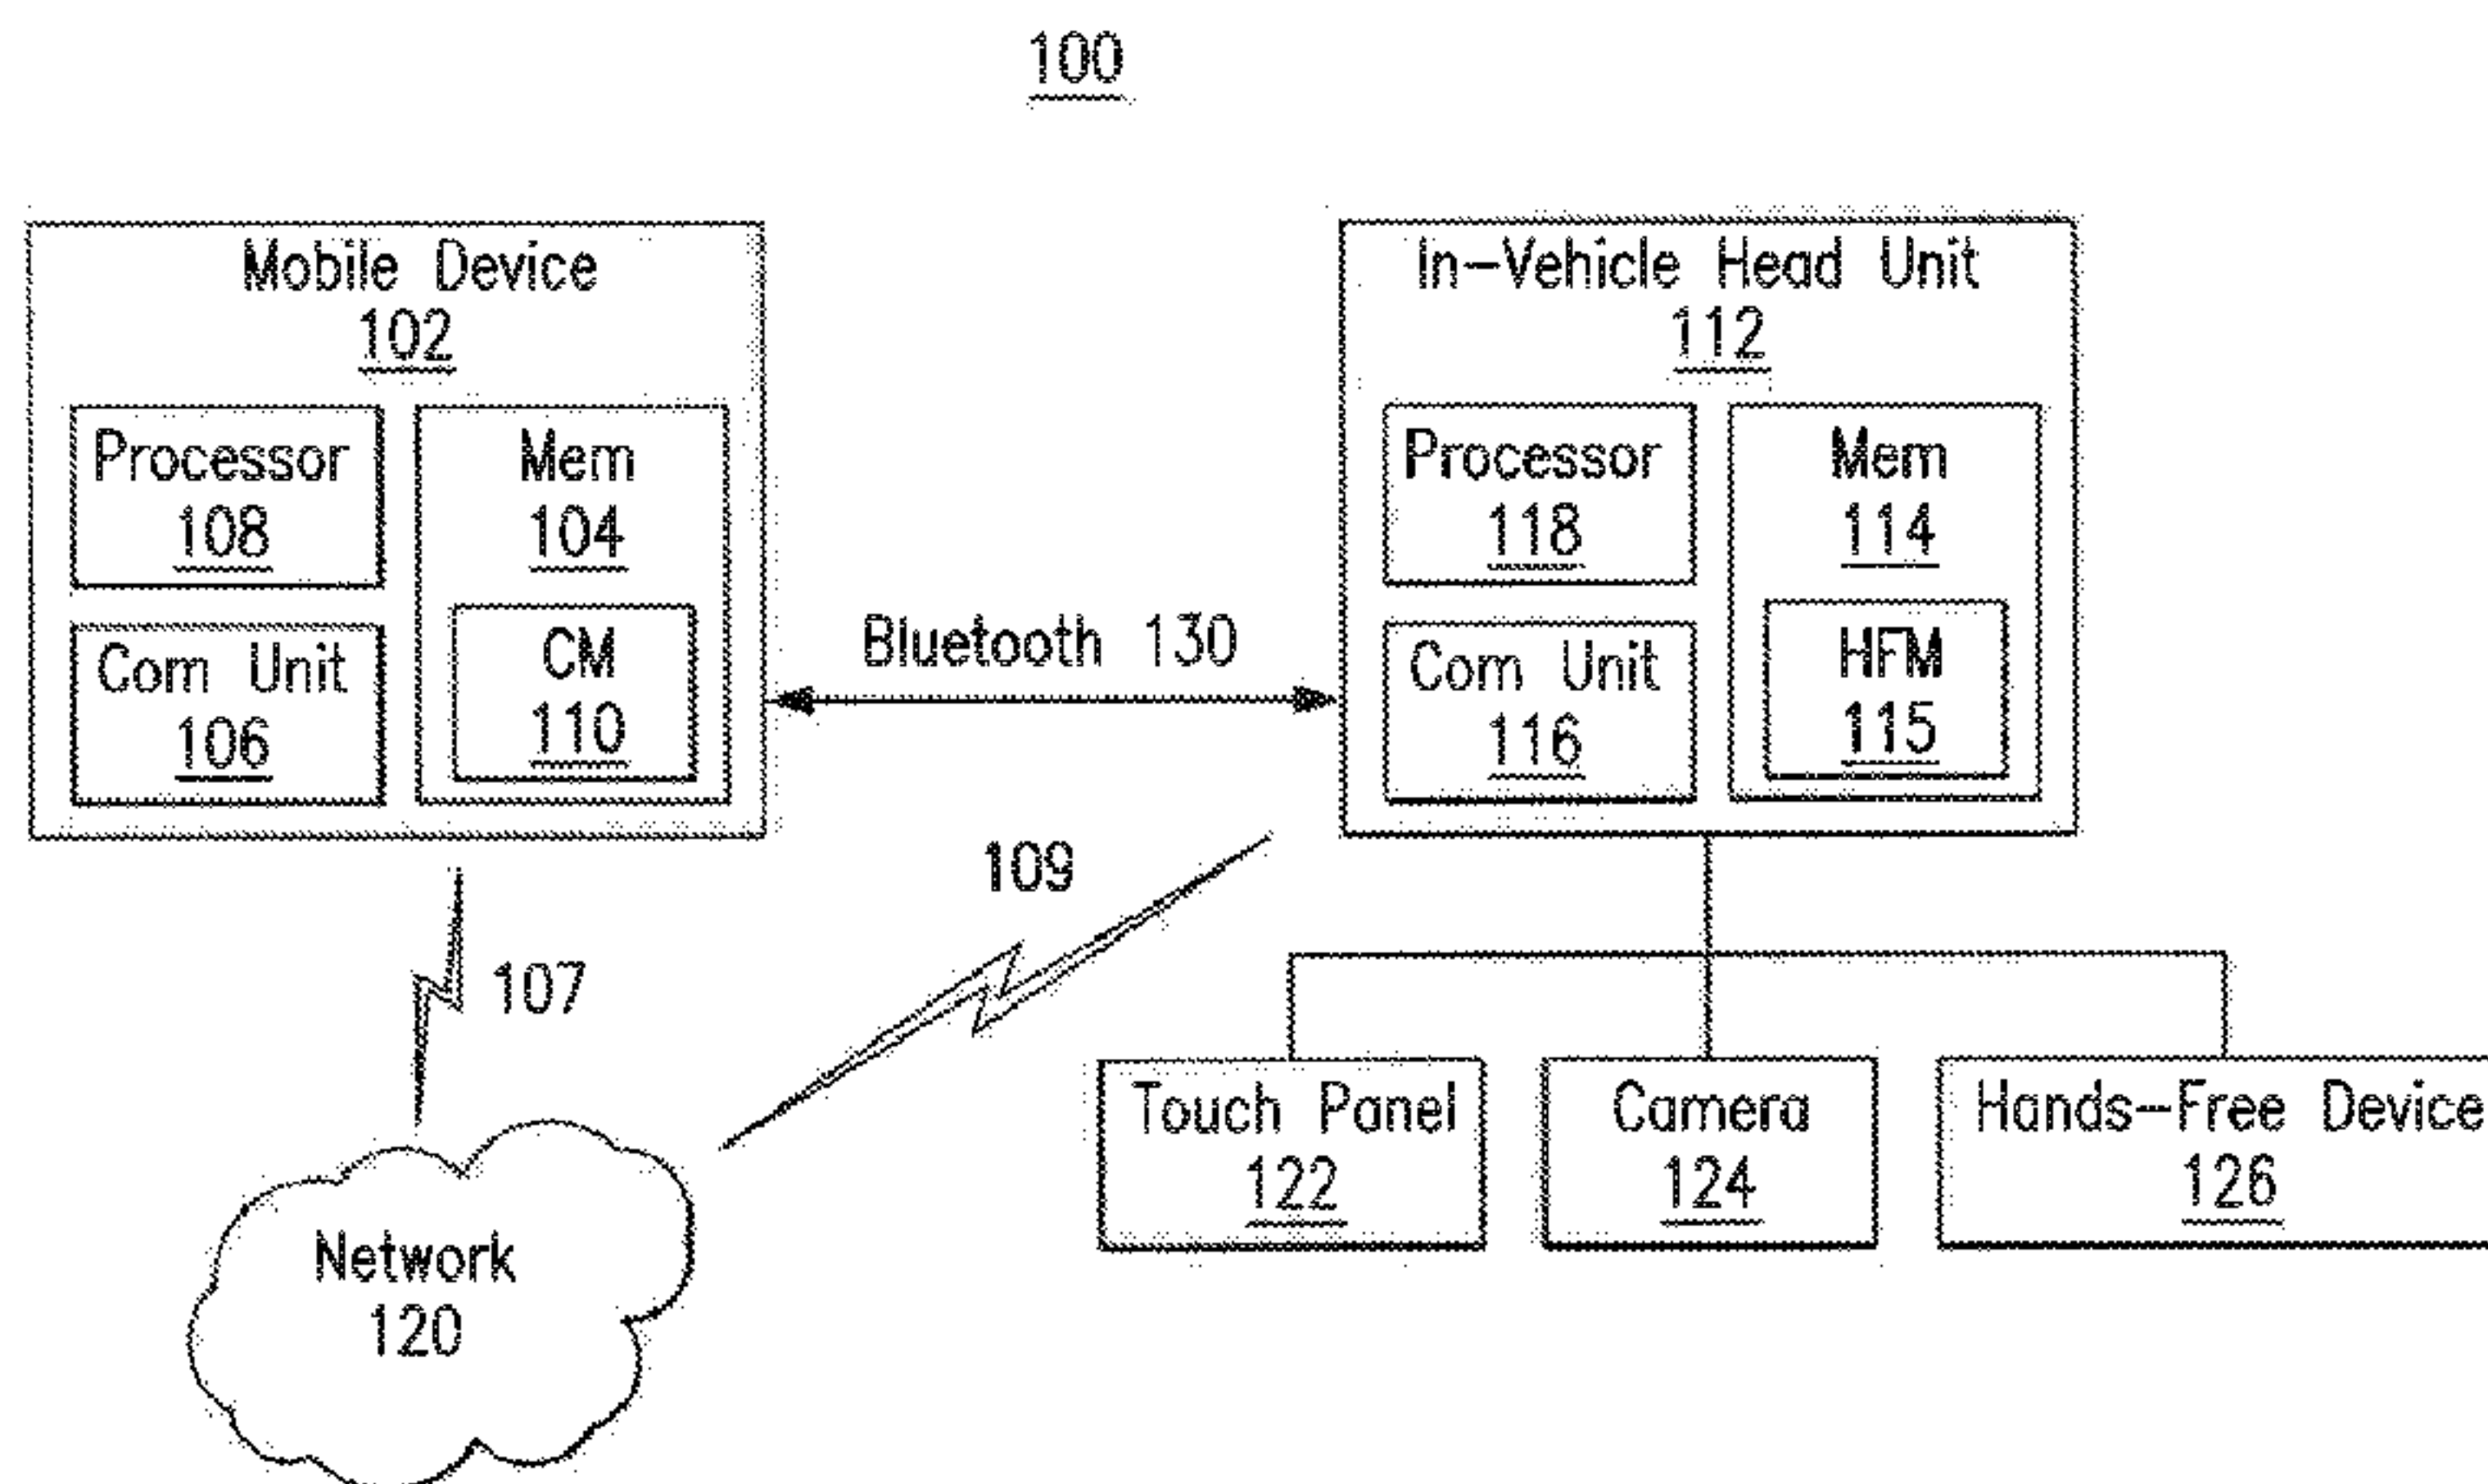 100
Mobile Device
102
Processor
108
Mem
104
Com Unit
106
CM
110
Bluetooth 130
In-Vehicle Head Unit
112
Processor
118
Mem
114
Com Unit
116
HFM
115
109
107
Touch Panel
122
Camera
124
Hands-Free Device
126
Network
120